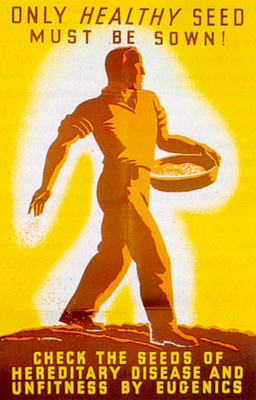 ONLY HEALTHY SEED
MUST BE SOWN!
CHECK THE SEEDS OF
HEREDITARY DISEASE AND
UNFITNESS BY EUGENICS